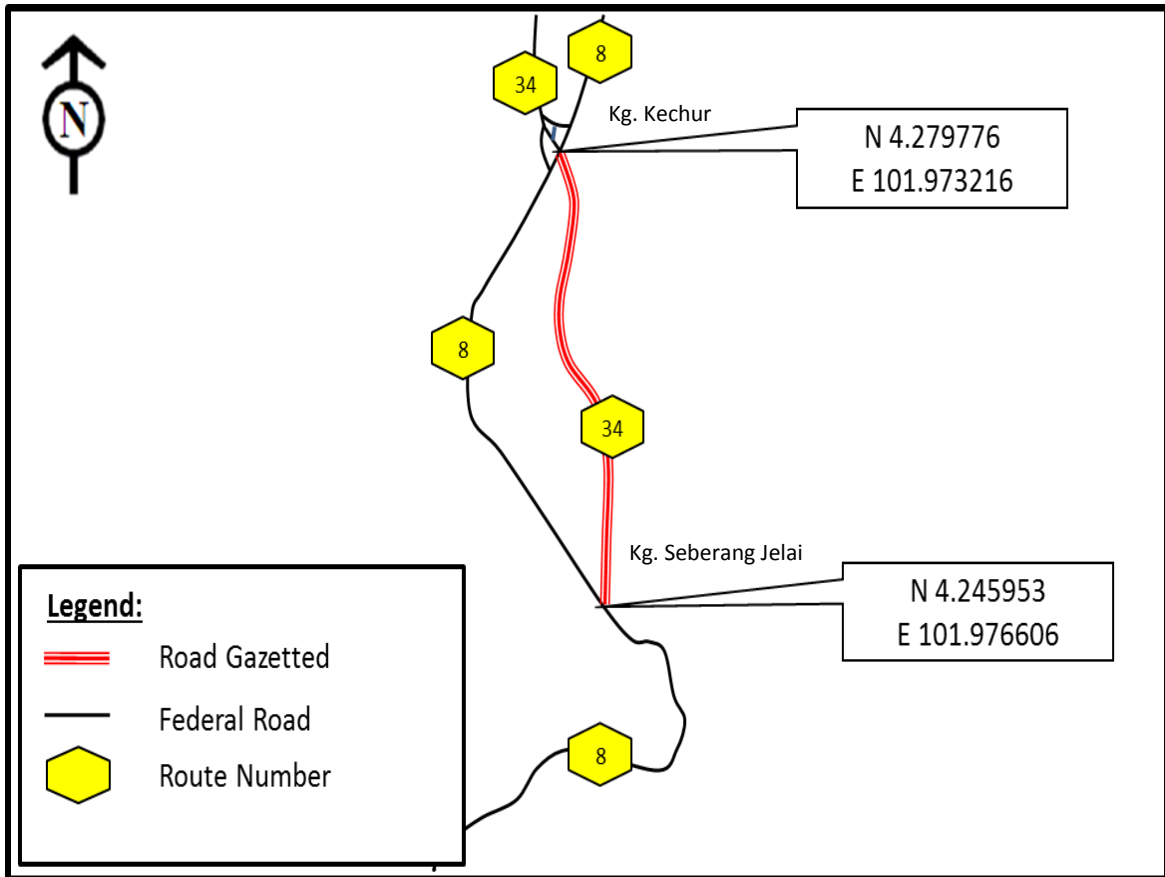 N
34
8
Kg. Kechur
N 4.279776
E 101.973216
8
34
Kg. Seberang Jelai
N 4.245953
E 101.976606
8
Legend:
Road Gazetted
Federal Road
Route Number